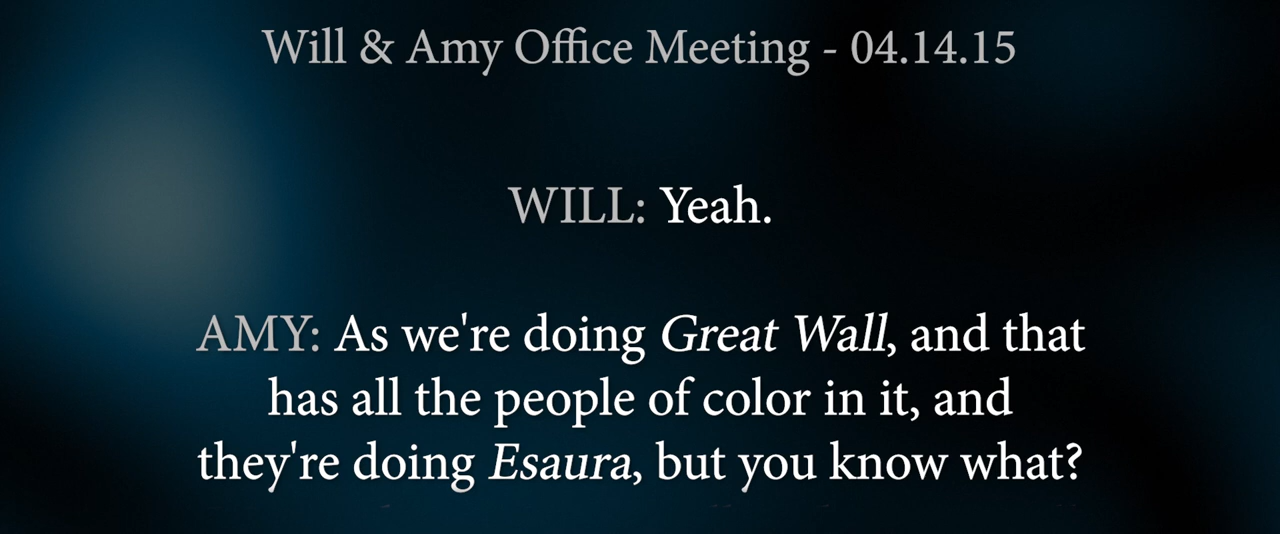 Will & Amy Office Meeting - 04.14.15
WILL: Yeah.
AMY: As we're doing Great Wall, and that
has all the people of color in it, and
they're doing Esaura, but you know what?